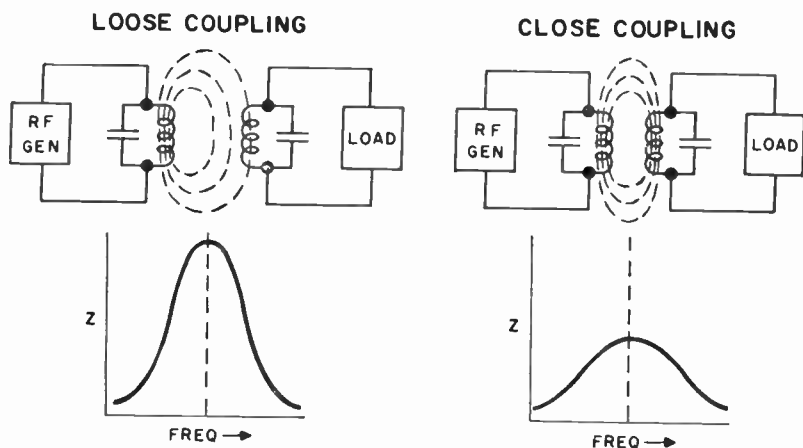 LOOSE COUPLING
RF
GEN
LOAD
Z
FREQ →
CLOSE COUPLING
RF
GEN
LOAD
Z
FREQ →